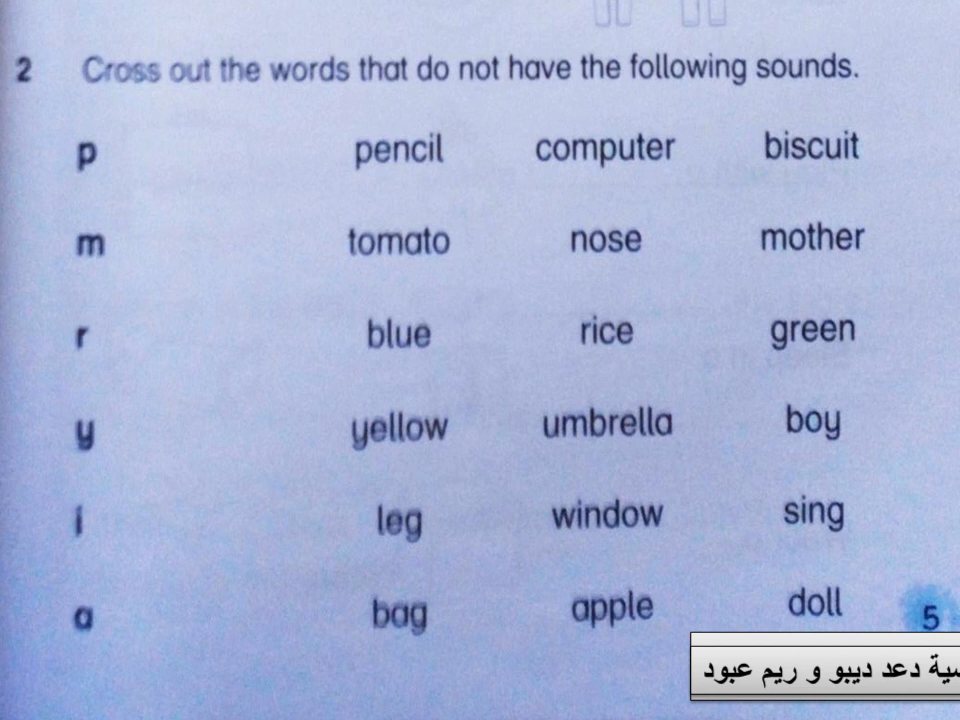 2 Cross out the words that do not have the following sounds.
p pencil computer biscuit
m tomato nose mother
r blue rice green
y yellow umbrella boy
i leg window sing
a bag apple doll
5
دعد ديبو و ريم عبود